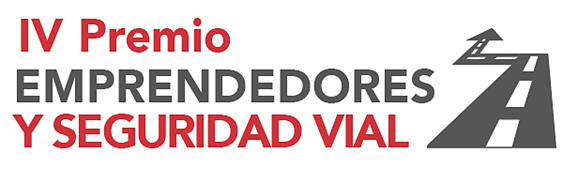 IV Premio
EMPRENDEDORES
Y SEGURIDAD VIAL